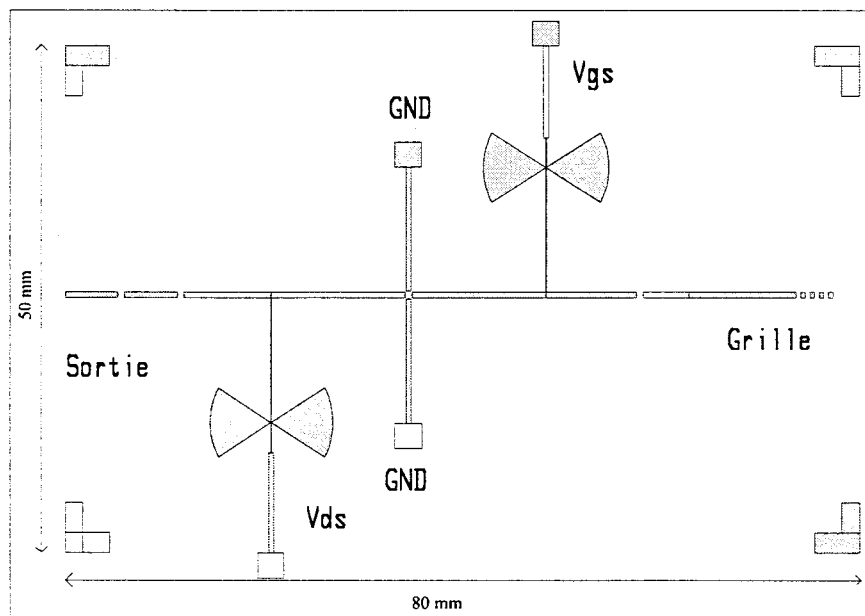 Vgs
GND
50 mm
Sortie
Grille
GND
Vds
80 mm